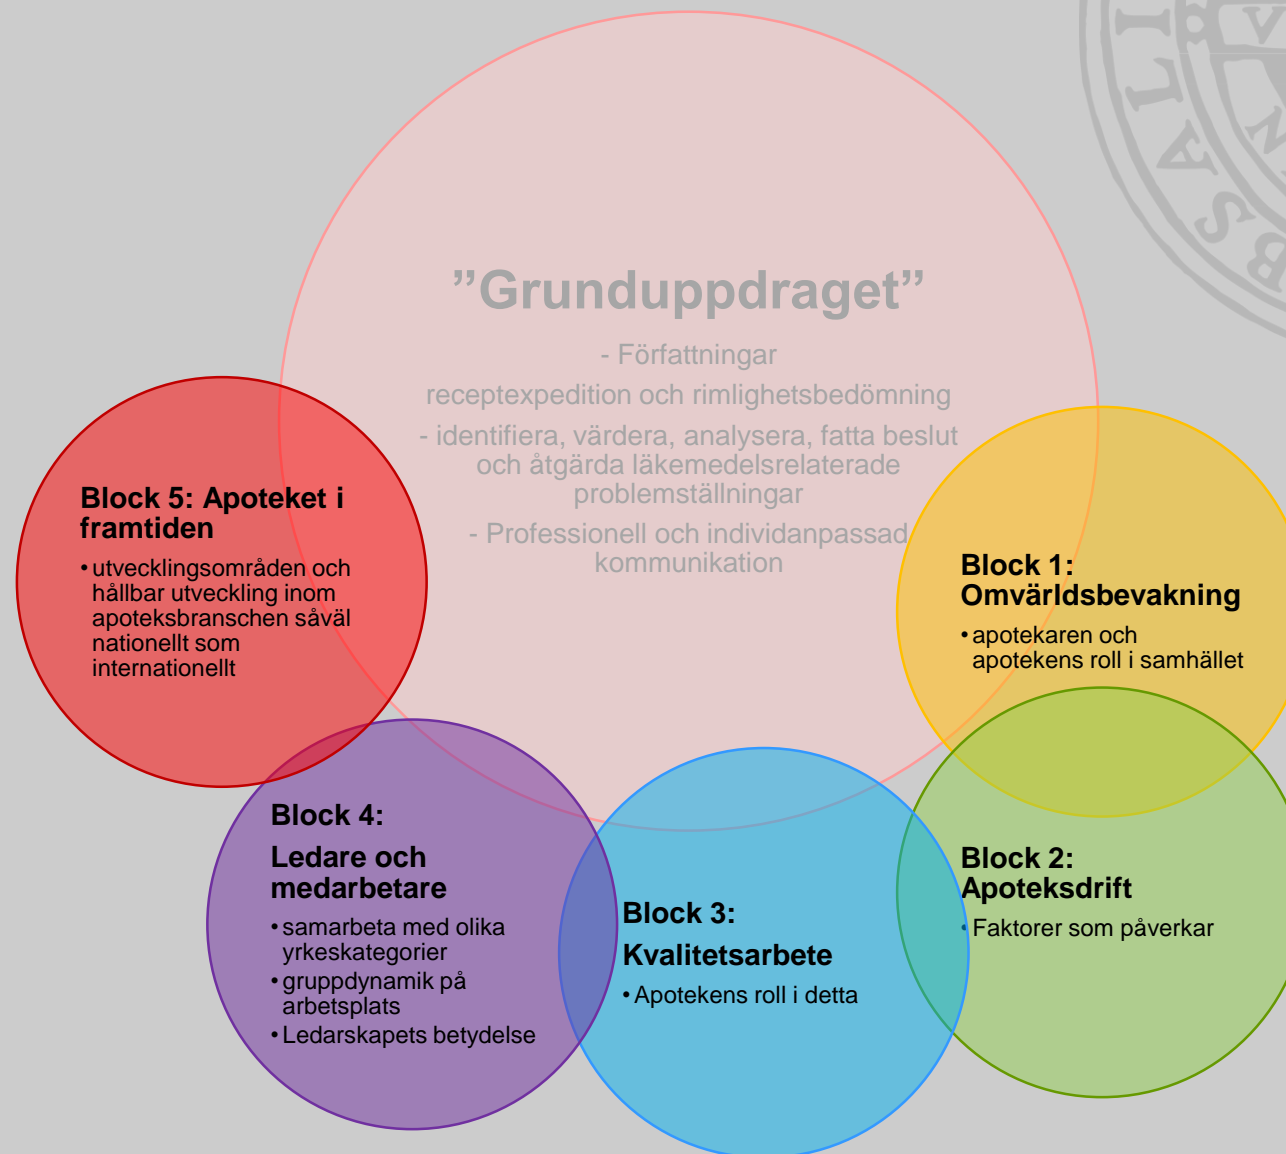 ”Grunduppdraget”
- Författningar
receptexpedition och rimlighetsbedömning
- identifiera, värdera, analysera, fatta beslut
och åtgärda läkemedelsrelaterade
problemställningar
- Professionell och individanpassad
kommunikation
Block 1:
Omvärldsbevakning
• apotekaren och
apotekens roll i samhället
Block 2:
Apoteksdrift
• Faktorer som påverkar
Block 3:
Kvalitetsarbete
• Apotekens roll i detta
Block 4:
Ledare och
medarbetare
• samarbeta med olika
yrkeskategorier
• gruppdynamik på
arbetsplats
• Ledarskapets betydelse
Block 5: Apoteket i
framtiden
• utvecklingsområden och
hållbar utveckling inom
apoteksbranschen såväl
nationellt som
internationellt